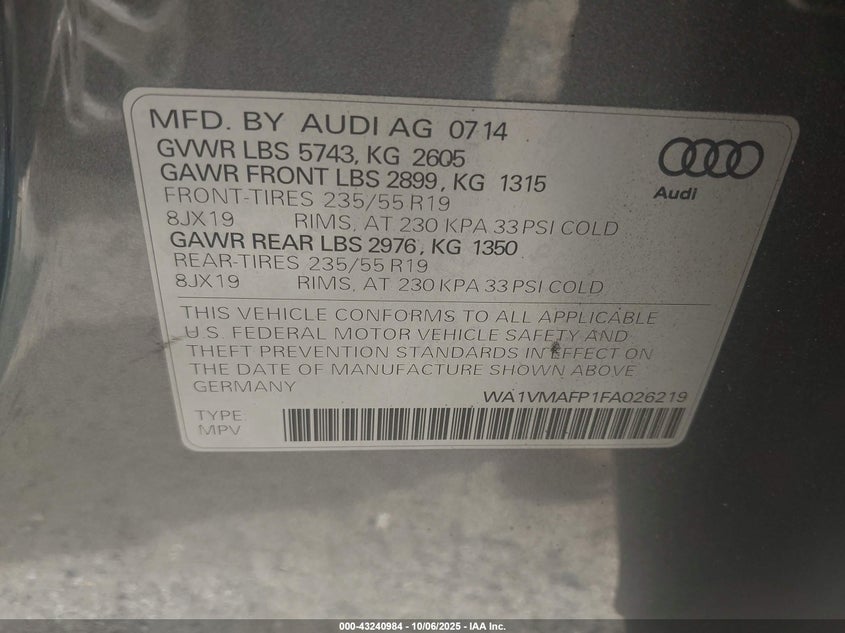 MFD. BY AUDI AG 07 14
GVWR LBS 5743, KG 2605
GAWR FRONT LBS 2899, KG 1315
FRONT-TIRES 235/55 R19
8JX19 RIMS, AT 230 KPA 33 PSI COLD
GAWR REAR LBS 2976, KG 1350
REAR-TIRES 235/55 R19
8JX19 RIMS, AT 230 KPA 33 PSI COLD
Audi
THIS VEHICLE CONFORMS TO ALL APPLICABLE
U.S. FEDERAL MOTOR VEHICLE SAFETY AND
THEFT PREVENTION STANDARDS IN EFFECT ON
THE DATE OF MANUFACTURE SHOWN ABOVE
GERMANY
WA1VMAFP1FA026219
TYPE:
MPV
000-43240984 - 10/06/2025 - IAA Inc.